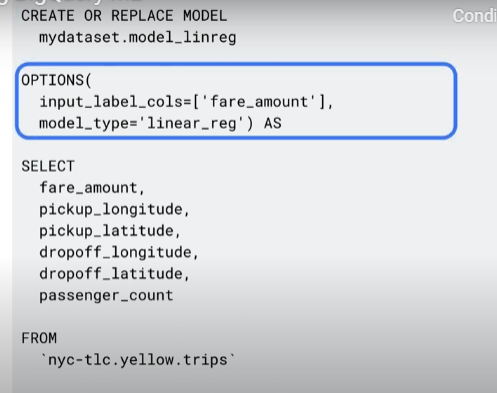 CREATE OR REPLACE MODEL
Condi
mydataset.model_linreg
OPTIONS(
input_label_cols=['fare_amount'],
model_type='linear_reg') AS
SELECT
fare_amount,
pickup_longitude,
pickup_latitude,
dropoff_longitude,
dropoff_latitude,
passenger_count
FROM
`nyc-tlc.yellow.trips`